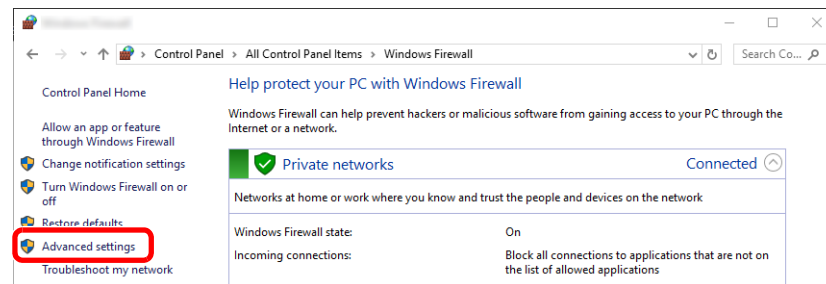 Control Panel > All Control Panel Items > Windows Firewall
Search Co...
Control Panel Home
Allow an app or feature
through Windows Firewall
Change notification settings
Turn Windows Firewall on or
off
Restore defaults
Advanced settings
Troubleshoot my network
Help protect your PC with Windows Firewall
Windows Firewall can help prevent hackers or malicious software from gaining access to your PC through the
Internet or a network.
Private networks
Connected
Networks at home or work where you know and trust the people and devices on the network
Windows Firewall state:
On
Incoming connections:
Block all connections to applications that are not on
the list of allowed applications